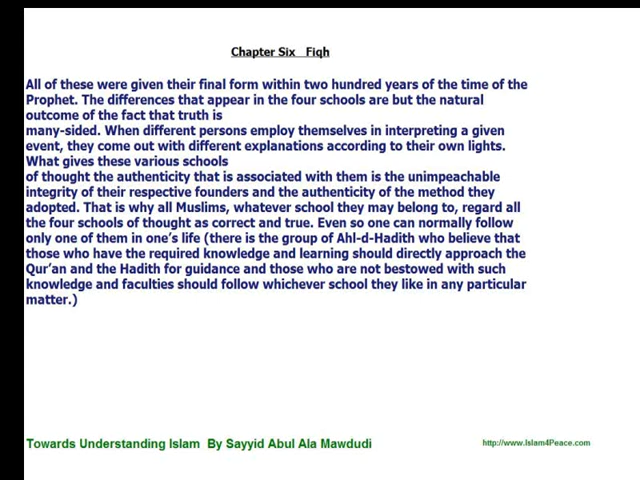 Chapter Six   Fiqh
All of these were given their final form within two hundred years of the time of the
Prophet. The differences that appear in the four schools are but the natural
outcome of the fact that truth is
many-sided. When different persons employ themselves in interpreting a given
event, they come out with different explanations according to their own lights.
What gives these various schools
of thought the authenticity that is associated with them is the unimpeachable
integrity of their respective founders and the authenticity of the method they
adopted. That is why all Muslims, whatever school they may belong to, regard all
the four schools of thought as correct and true. Even so one can normally follow
only one of them in one's life (there is the group of Ahl-d-Hadith who believe that
those who have the required knowledge and learning should directly approach the
Qur'an and the Hadith for guidance and those who are not bestowed with such
knowledge and faculties should follow whichever school they like in any particular
matter.)
Towards Understanding Islam  By Sayyid Abul Ala Mawdudi
http://www.Islam4Peace.com